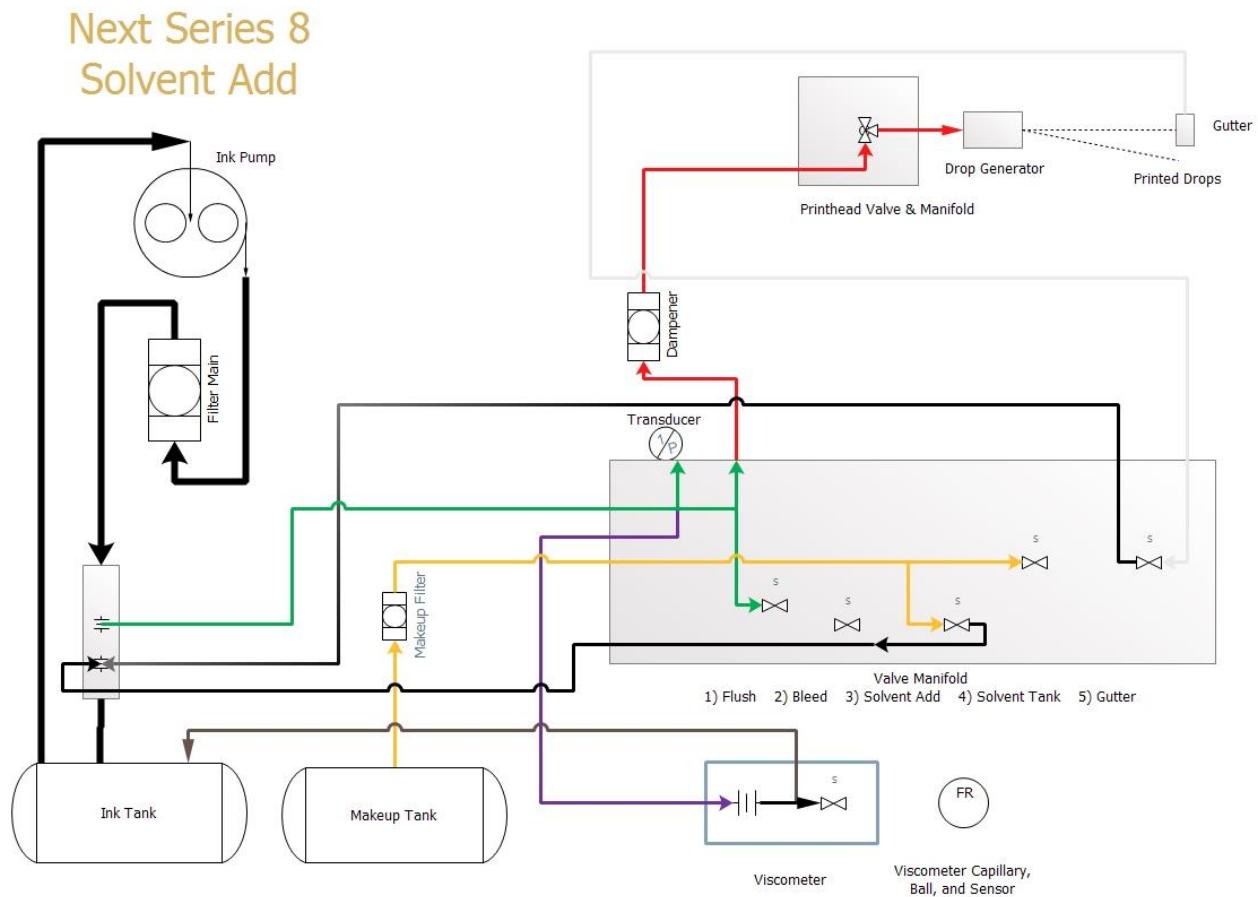 Next Series 8
Solvent Add
Ink Pump
Gutter
Drop Generator
Printed Drops
Printhead Valve & Manifold
Dampener
Filter Main
Transducer
1/P
s
s
Makeup Filter
s
s
s
Valve Manifold
1) Flush 2) Bleed 3) Solvent Add 4) Solvent Tank 5) Gutter
Ink Tank
Makeup Tank
s
FR
Viscometer
Viscometer Capillary,
Ball, and Sensor